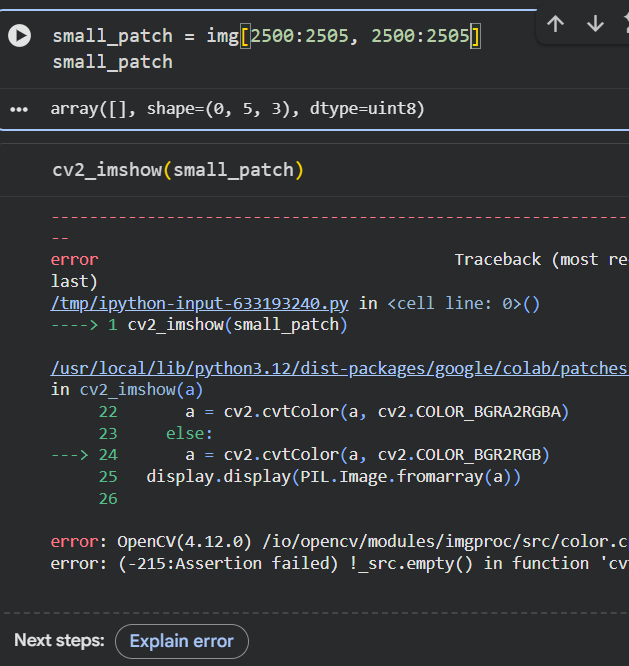 small_patch = img[2500:2505, 2500:2505]
small_patch
array([], shape=(0, 5, 3), dtype=uint8)
cv2_imshow(small_patch)
---------------------------------------------------------------------------
--
error Traceback (most
last)
/tmp/ipython-input-633193240.py in <cell line: 0>()
----> 1 cv2_imshow(small_patch)
/usr/local/lib/python3.12/dist-packages/google/colab/patches
in cv2_imshow(a)
22 a = cv2.cvtColor(a, cv2.COLOR_BGRA2RGBA)
23 else:
---> 24 a = cv2.cvtColor(a, cv2.COLOR_BGR2RGB)
25 display.display(PIL.Image.fromarray(a))
26
error: OpenCV(4.12.0) /io/opencv/modules/imgproc/src/color.c
error: (-215:Assertion failed) !_src.empty() in function 'cv
Next steps: Explain error